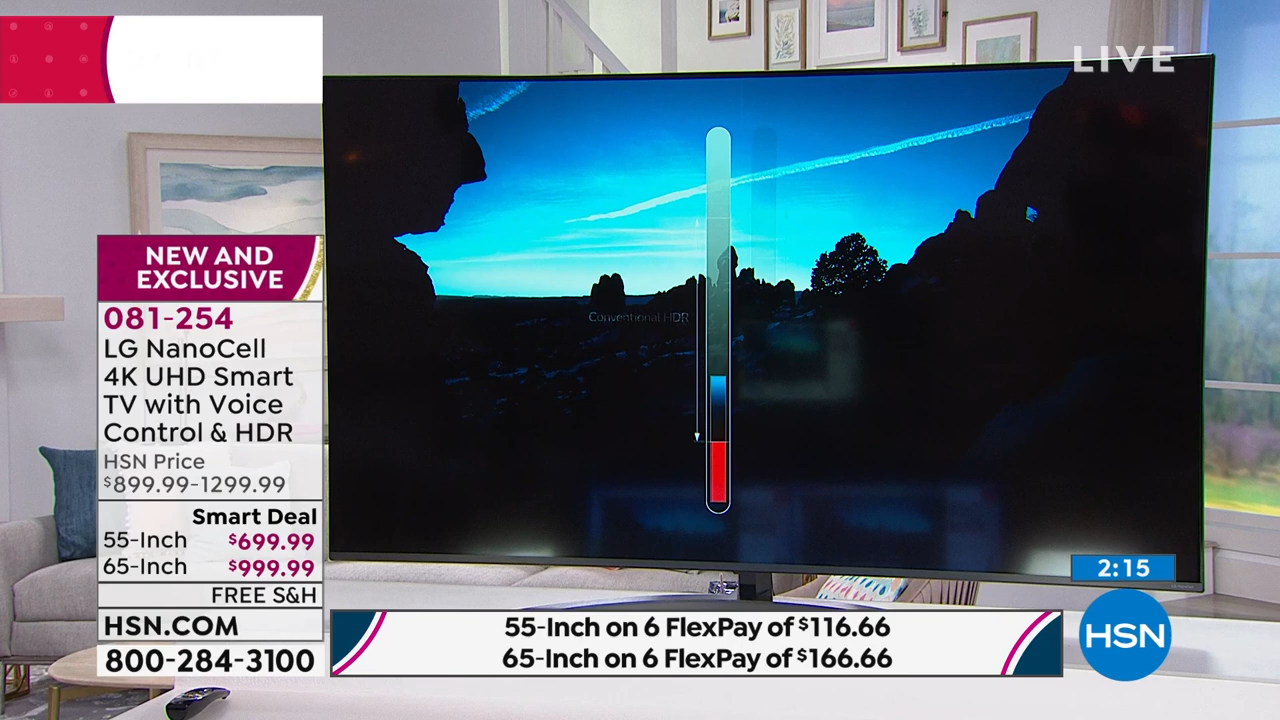 LIVE
NEW AND
EXCLUSIVE
081-254
LG NanoCell
4K UHD Smart
TV with Voice
Control & HDR
HSN Price
$899.99-1299.99
Smart Deal
55-Inch $699.99
65-Inch $999.99
FREE S&H
HSN.COM
800-284-3100
Conventional HDR
2:15
55-Inch on 6 FlexPay of $116.66
65-Inch on 6 FlexPay of $166.66
HSN